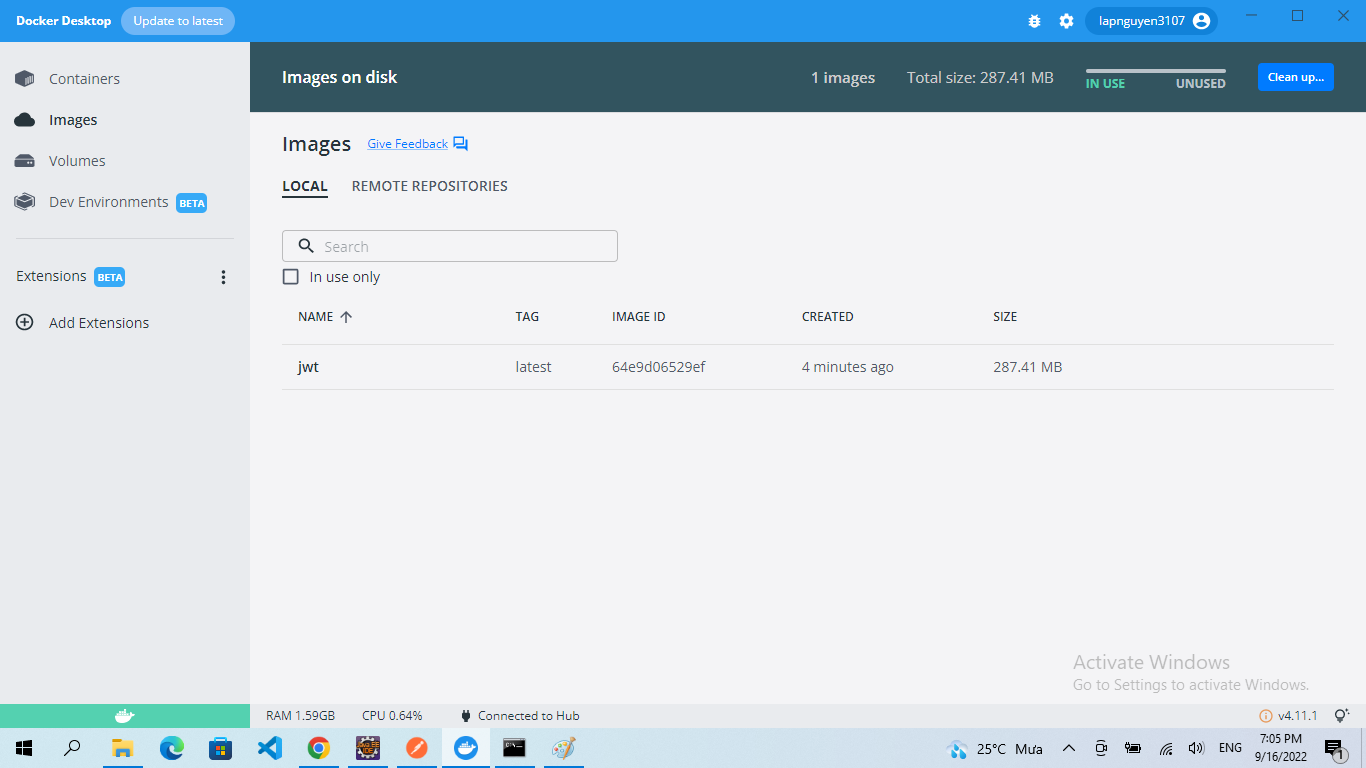 Docker Desktop Update to latest lapnguyen3107
Containers
Images
Volumes
Dev Environments BETA
Extensions BETA
Add Extensions
Images on disk 1 images Total size: 287.41 MB IN USE UNUSED Clean up...
Images Give Feedback
LOCAL REMOTE REPOSITORIES
Search
In use only
NAME TAG IMAGE ID CREATED SIZE
jwt latest 64e9d06529ef 4 minutes ago 287.41 MB
Activate Windows
Go to Settings to activate Windows.
RAM 1.59GB CPU 0.64% Connected to Hub v4.11.1
25°C Mưa ENG 7:05 PM
9/16/2022 1